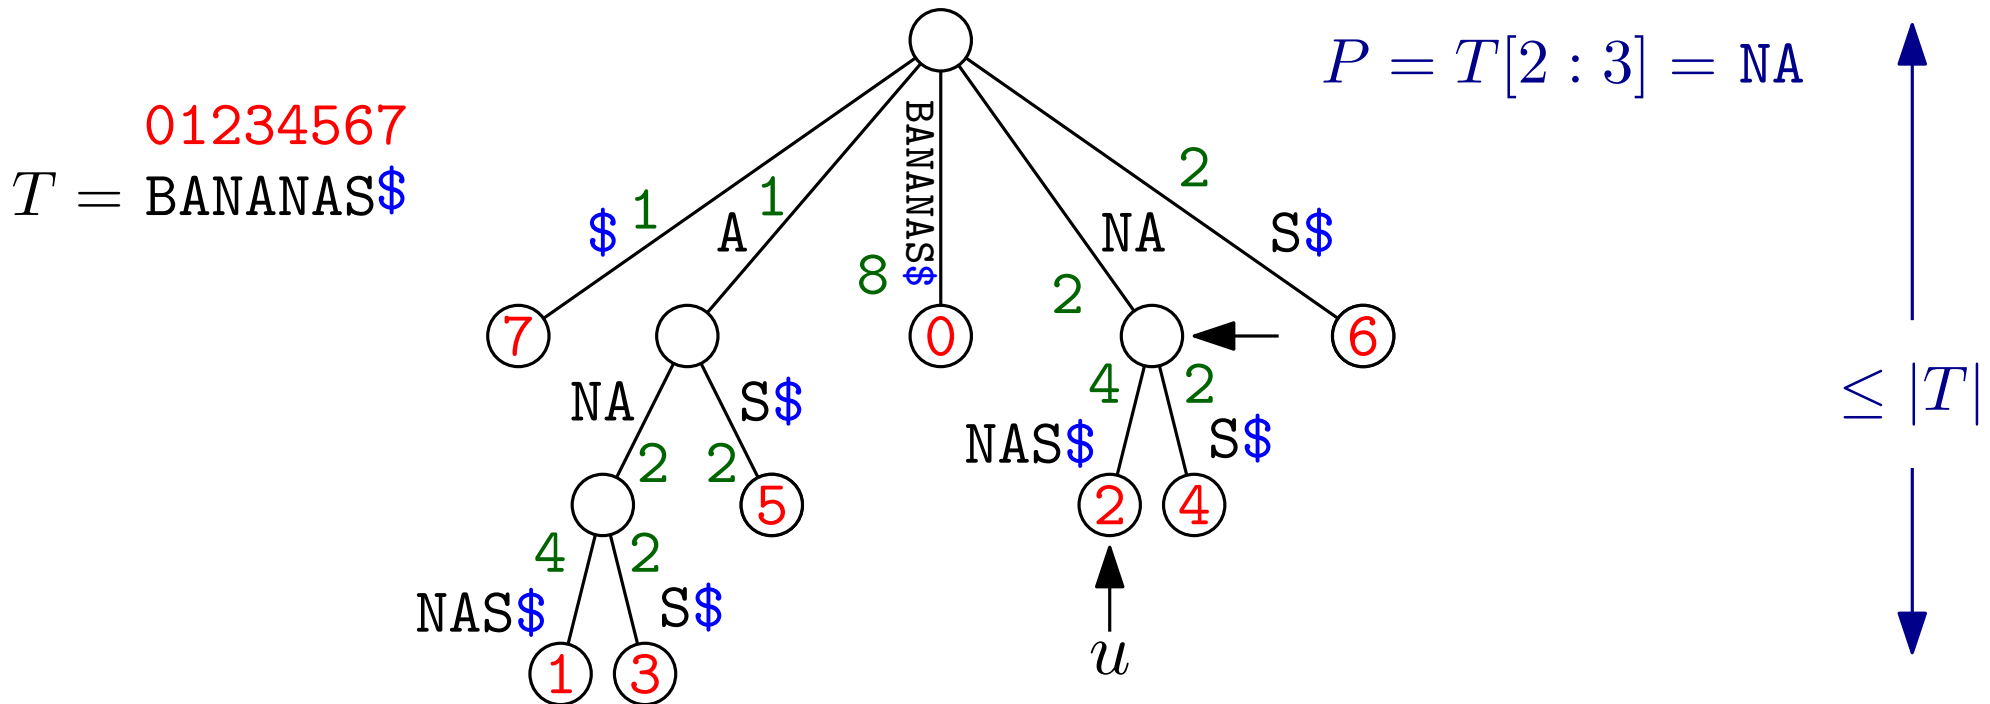 P = T[2 : 3] = NA
01234567
T = BANANAS$
$ 1
A 1
BANANAS$
8
NA
2
S$
2
7
0
6
≤ |T|
NA
2
S$
2
NAS$
4
S$
2
5
2
4
NAS$
4
S$
2
u
1
3